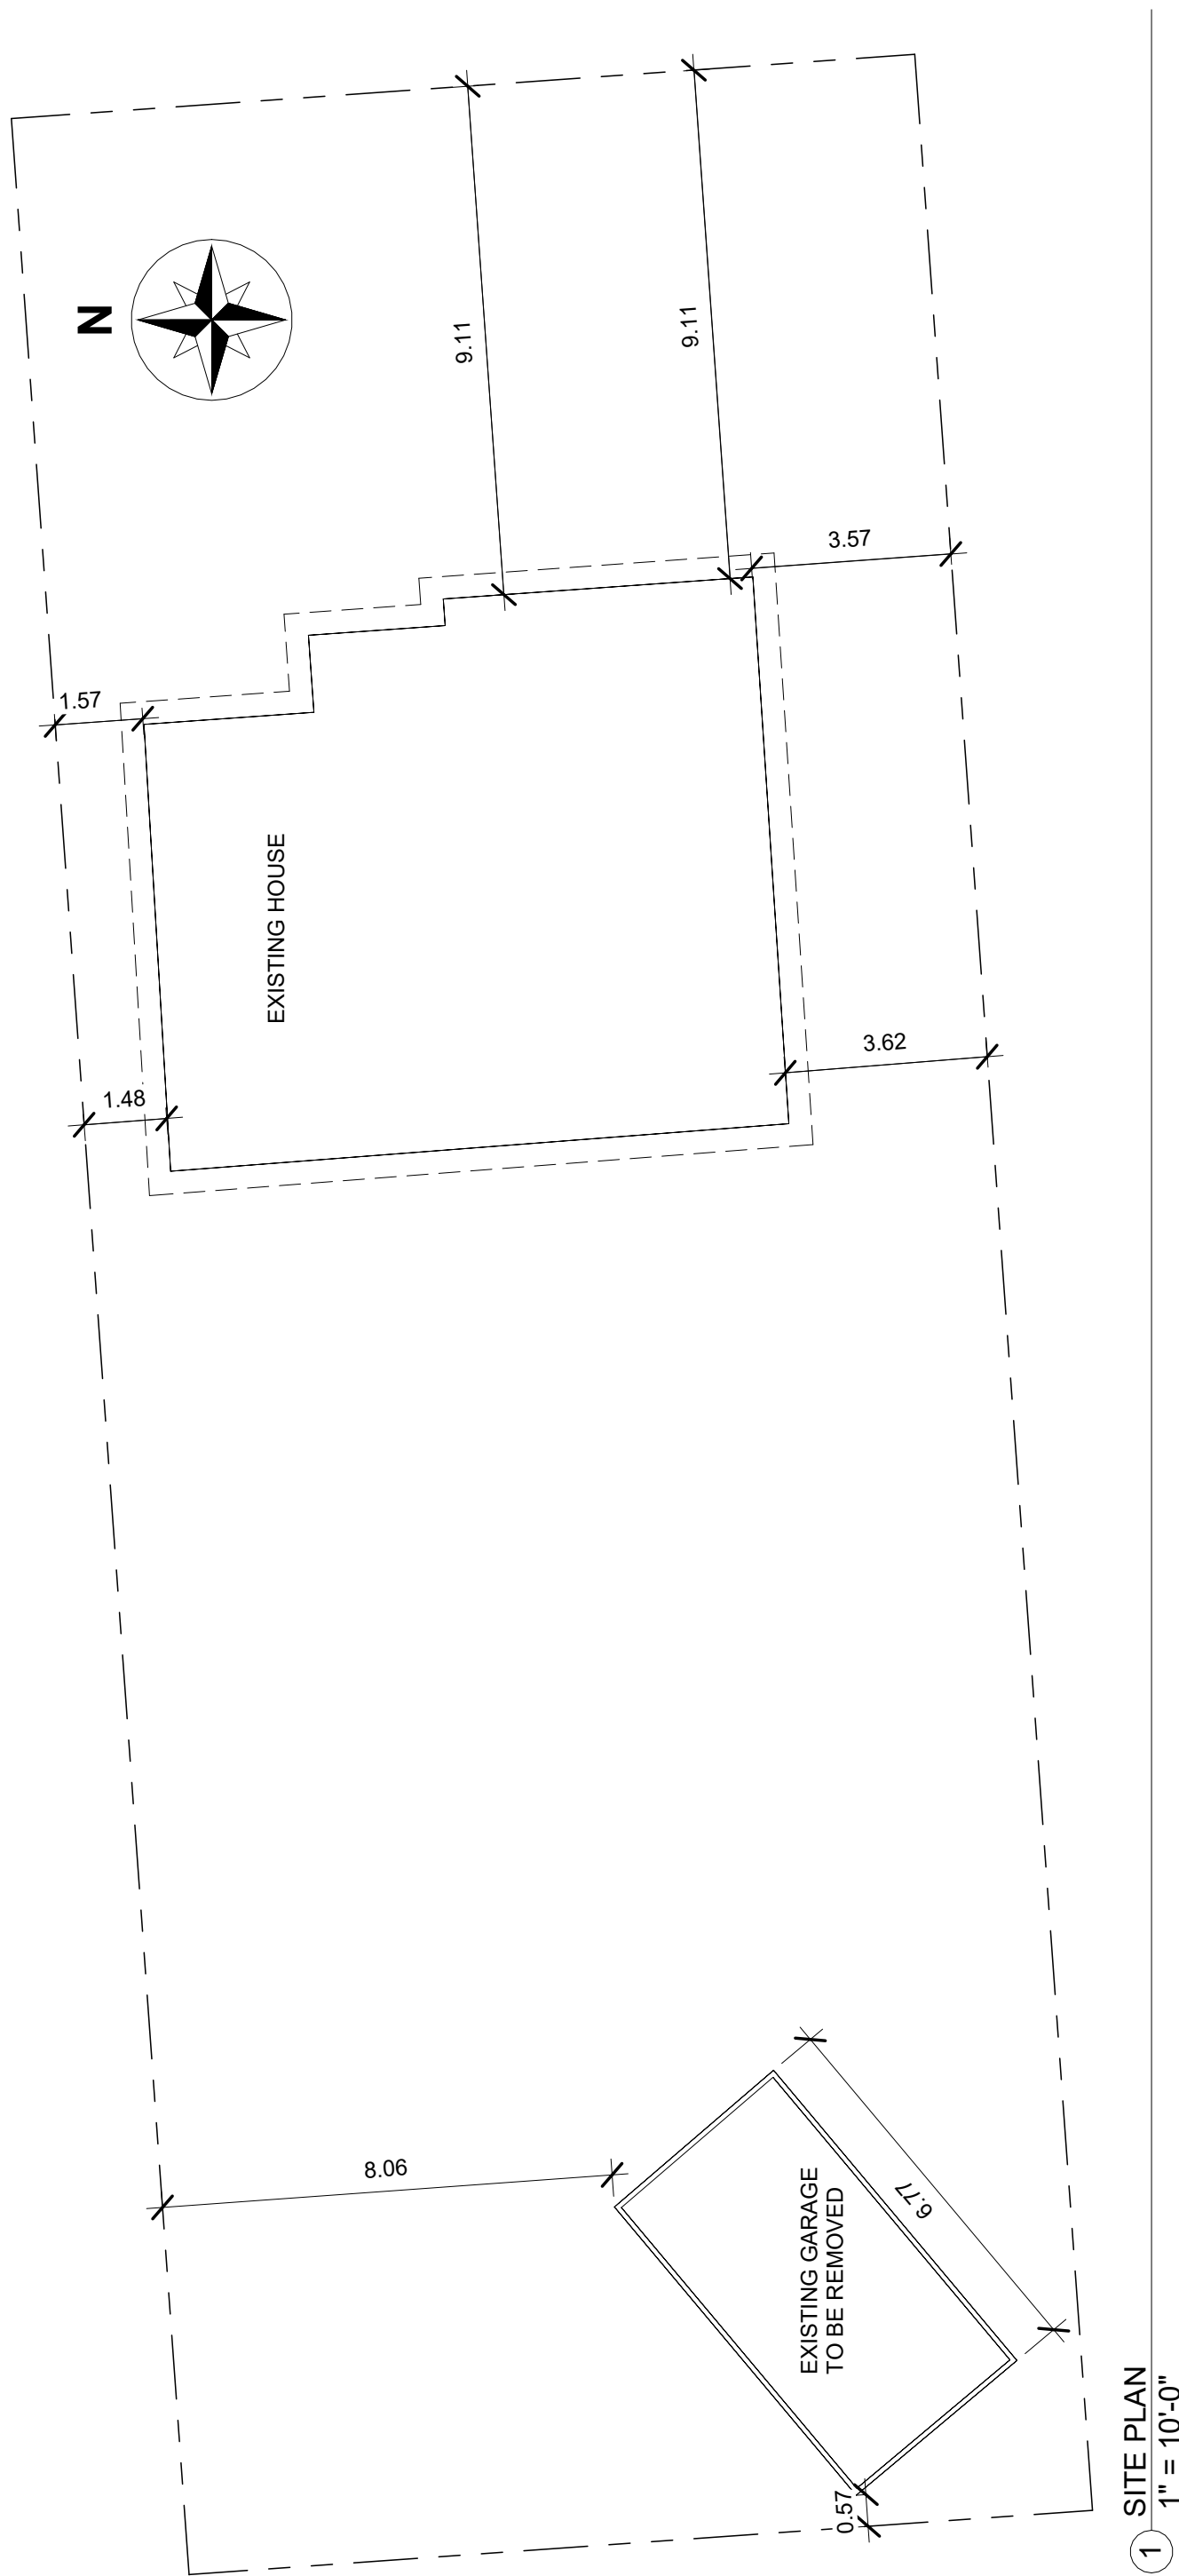 N
9.11
9.11
3.57
1.57
EXISTING HOUSE
3.62
1.48
8.06
6.77
EXISTING GARAGE
TO BE REMOVED
0.57
1
SITE PLAN
1" = 10'-0"